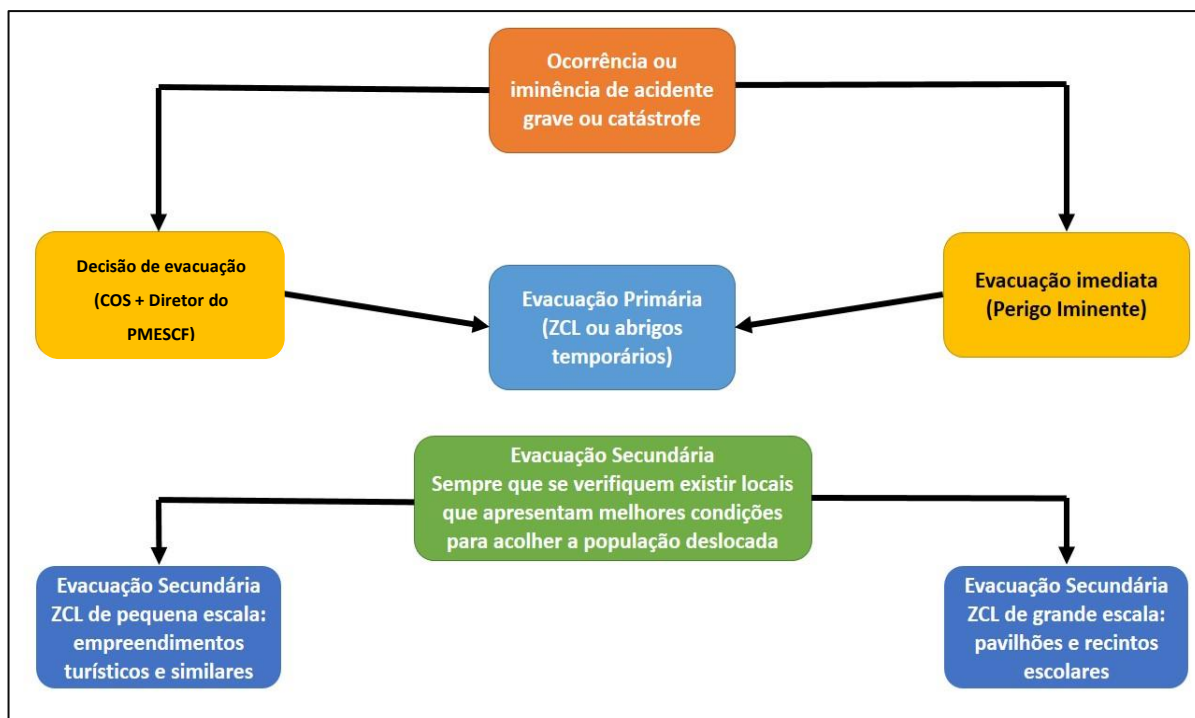 Ocorrência ou
iminência de acidente
grave ou catástrofe
Decisão de evacuação
(COS + Diretor do
PMESCF)
Evacuação Primária
(ZCL ou abrigos
temporários)
Evacuação imediata
(Perigo Iminente)
Evacuação Secundária
Sempre que se verifiquem existir locais
que apresentam melhores condições
para acolher a população deslocada
Evacuação Secundária
ZCL de pequena escala:
empreendimentos
turísticos e similares
Evacuação Secundária
ZCL de grande escala:
pavilhões e recintos
escolares